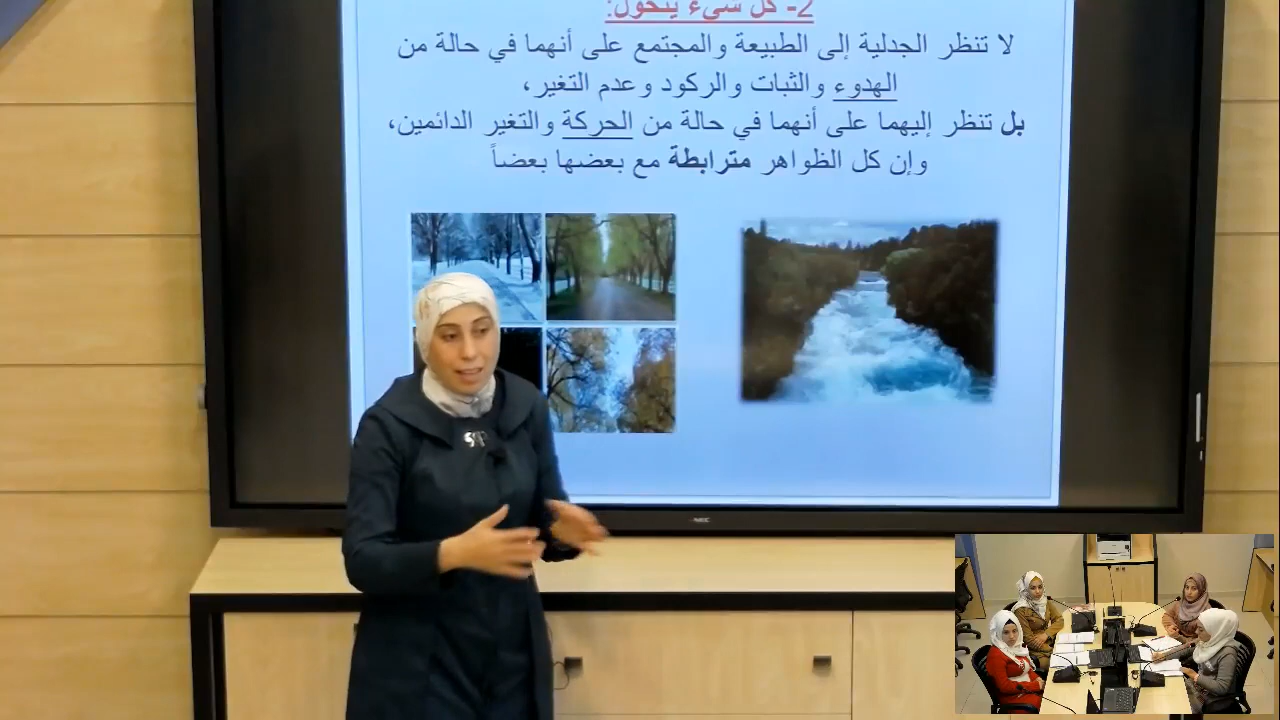 2- كل شيء يتحول:
لا تنظر الجدلية إلى الطبيعة والمجتمع على أنهما في حالة من
الهدوء والثبات والركود وعدم التغير،
بل تنظر إليهما على أنهما في حالة من الحركة والتغير الدائمين،
وإن كل الظواهر مترابطة مع بعضها بعضاً
NEC